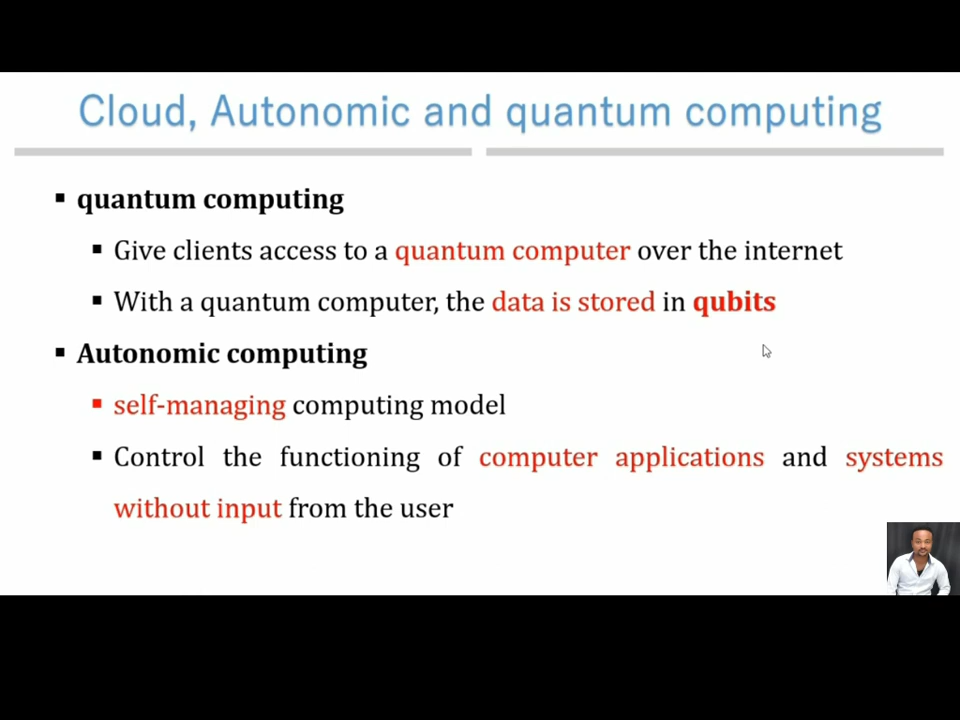 Cloud, Autonomic and quantum computing
▪ quantum computing
▪ Give clients access to a quantum computer over the internet
▪ With a quantum computer, the data is stored in qubits
▪ Autonomic computing
▪ self-managing computing model
▪ Control the functioning of computer applications and systems
without input from the user